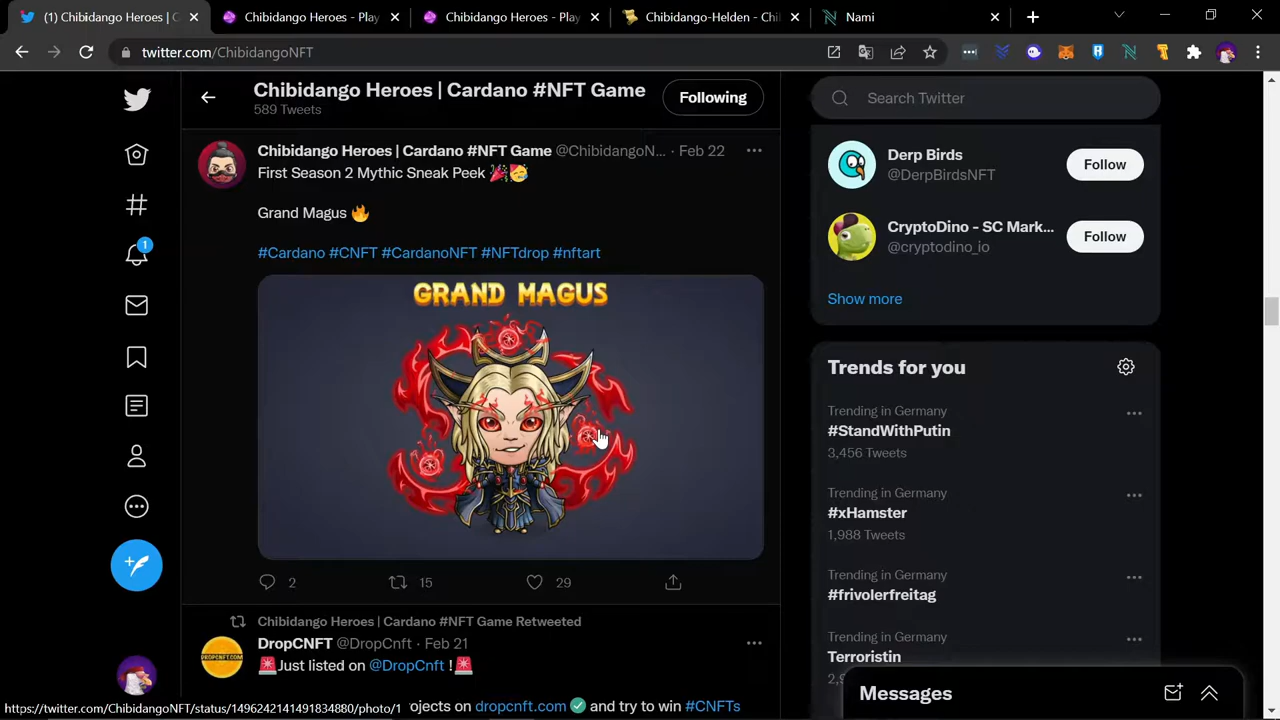 (1) Chibidango Heroes | Cardano
Chibidango Heroes - Play
Chibidango Heroes - Play
Chibidango-Helden - Chi
Nami
twitter.com/ChibidangoNFT
Chibidango Heroes | Cardano #NFT Game
589 Tweets
Following
Search Twitter
Chibidango Heroes | Cardano #NFT Game @ChibidangoN... · Feb 22
First Season 2 Mythic Sneak Peek 🎉🥳
Grand Magus 🔥
#Cardano #CNFT #CardanoNFT #NFTdrop #nftart
GRAND MAGUS
2
15
29
Chibidango Heroes | Cardano #NFT Game Retweeted
DropCNFT @DropCnft · Feb 21
🚨Just listed on @DropCnft !🚨
ojects on dropcnft.com ✅ and try to win #CNFTs
https://twitter.com/ChibidangoNFT/status/1496242141491834880/photo/1
1
Derp Birds
@DerpBirdsNFT
Follow
CryptoDino - SC Mark...
@cryptodino_io
Follow
Show more
Trends for you
Trending in Germany
#StandWithPutin
3,456 Tweets
Trending in Germany
#xHamster
1,988 Tweets
Trending in Germany
#frivolerfreitag
Trending in Germany
Terroristin
Messages